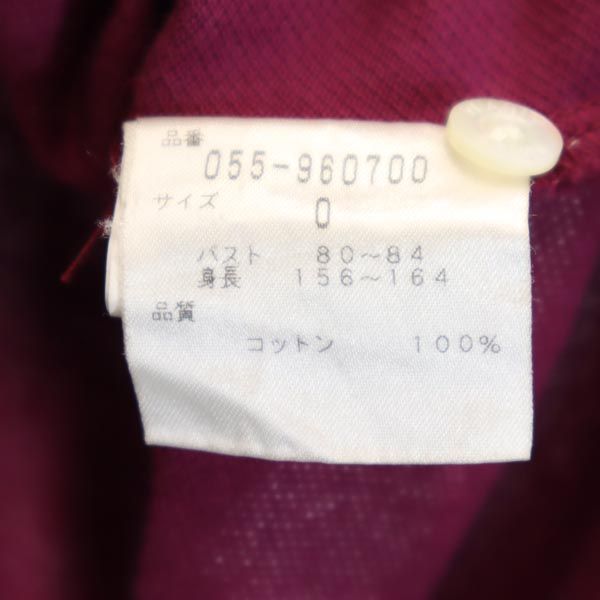 品番
055-960700
サイズ
0
バスト 80～84
身長 156～164
品質
コットン 100%